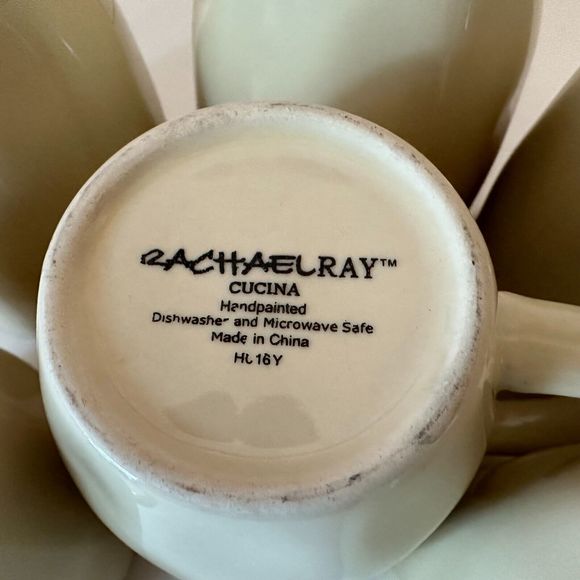 RACHAELRAY™
CUCINA
Handpainted
Dishwasher and Microwave Safe
Made in China